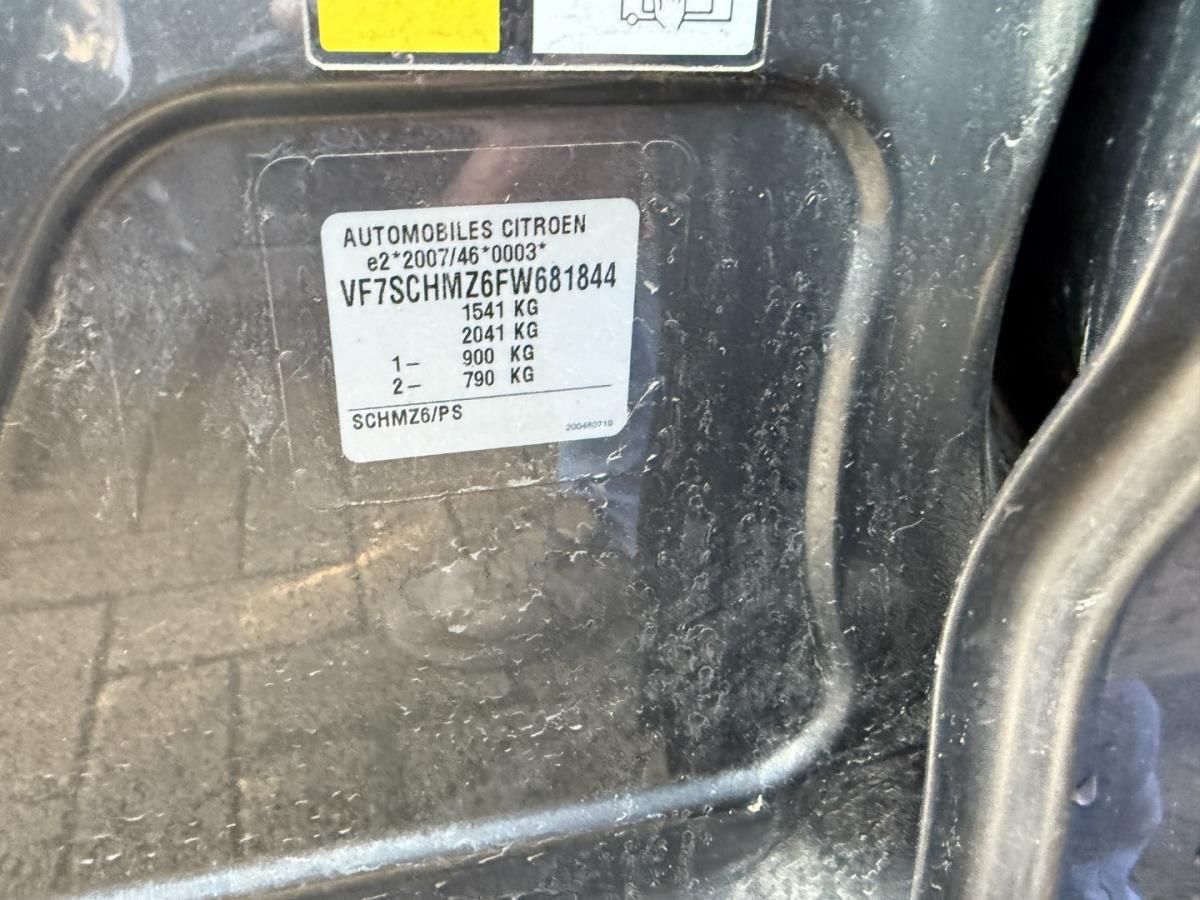 AUTOMOBILES CITROEN
e2*2007/46*0003*
VF7SCHMZ6FW681844
1541 KG
2041 KG
1- 900 KG
2- 790 KG
SCHMZ6/PS